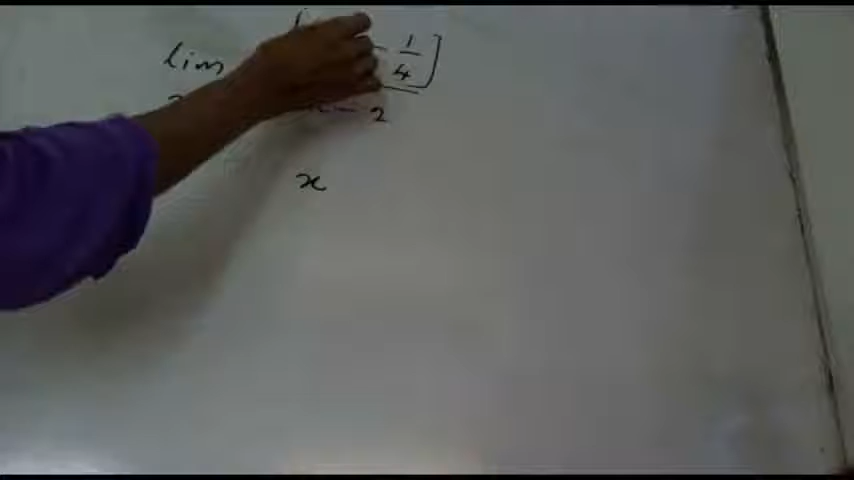 lim - 1/4]
x - 2
x